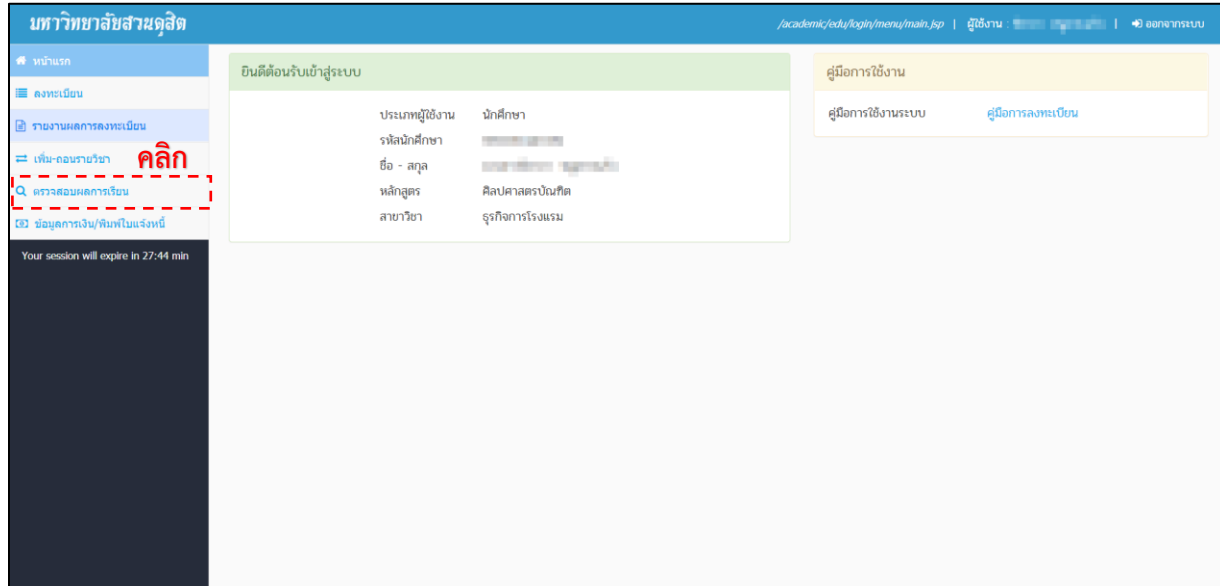 มหาวิทยาลัยสวนดุสิต
/academic/edu/login/menu/main.jsp | ผู้ใช้งาน : | ออกจากระบบ
หน้าแรก
ลงทะเบียน
รายงานผลการลงทะเบียน
เพิ่ม-ถอนรายวิชา
คลิก
ตรวจสอบผลการเรียน
ข้อมูลการเงิน/พิมพ์ใบแจ้งหนี้
Your session will expire in 27:44 min
ยินดีต้อนรับเข้าสู่ระบบ
ประเภทผู้ใช้งาน นักศึกษา
รหัสนักศึกษา
ชื่อ - สกุล
หลักสูตร ศิลปศาสตรบัณฑิต
สาขาวิชา ธุรกิจการโรงแรม
คู่มือการใช้งาน
คู่มือการใช้งานระบบ คู่มือการลงทะเบียน